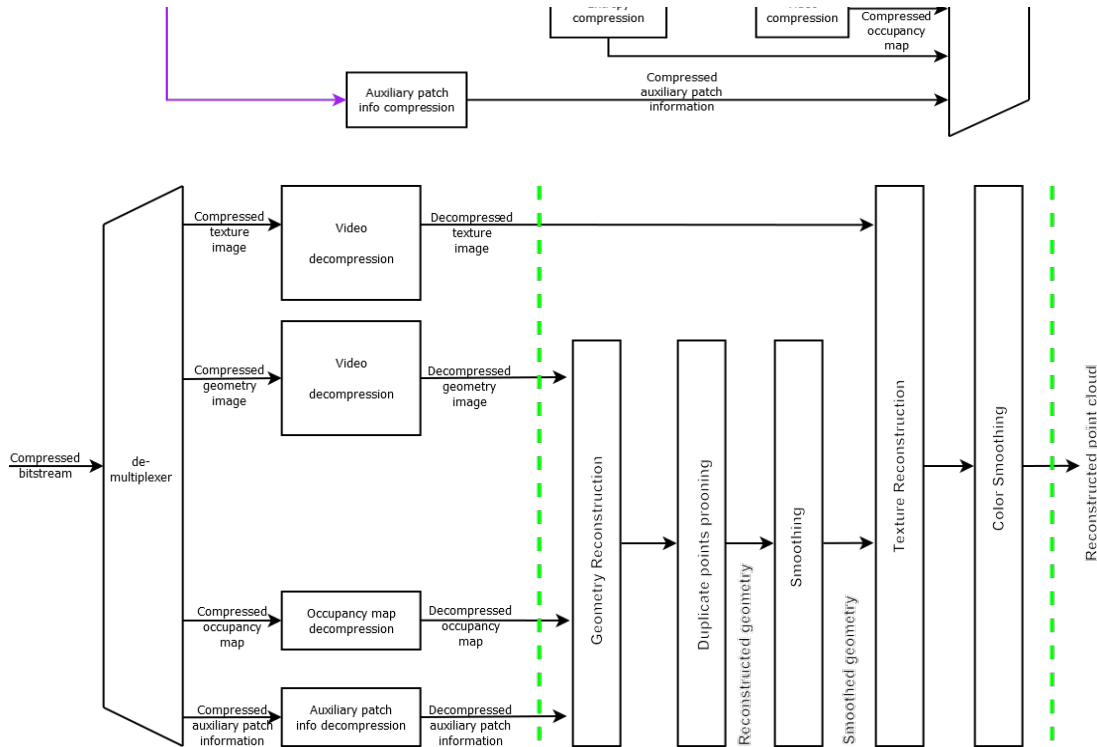 compression
compression
Compressed
occupancy
map
Auxiliary patch
info compression
Compressed
auxiliary patch
information
Compressed
bitstream
de-
multiplexer
Compressed
texture
image
Video
decompression
Decompressed
texture
image
Compressed
geometry
image
Video
decompression
Decompressed
geometry
image
Compressed
occupancy
map
Occupancy map
decompression
Decompressed
occupancy
map
Compressed
auxiliary patch
information
Auxiliary patch
info decompression
Decompressed
auxiliary patch
information
Geometry Reconstruction
Duplicate points prooning
Reconstructed geometry
Smoothing
Smoothed geometry
Texture Reconstruction
Color Smoothing
Reconstructed point cloud